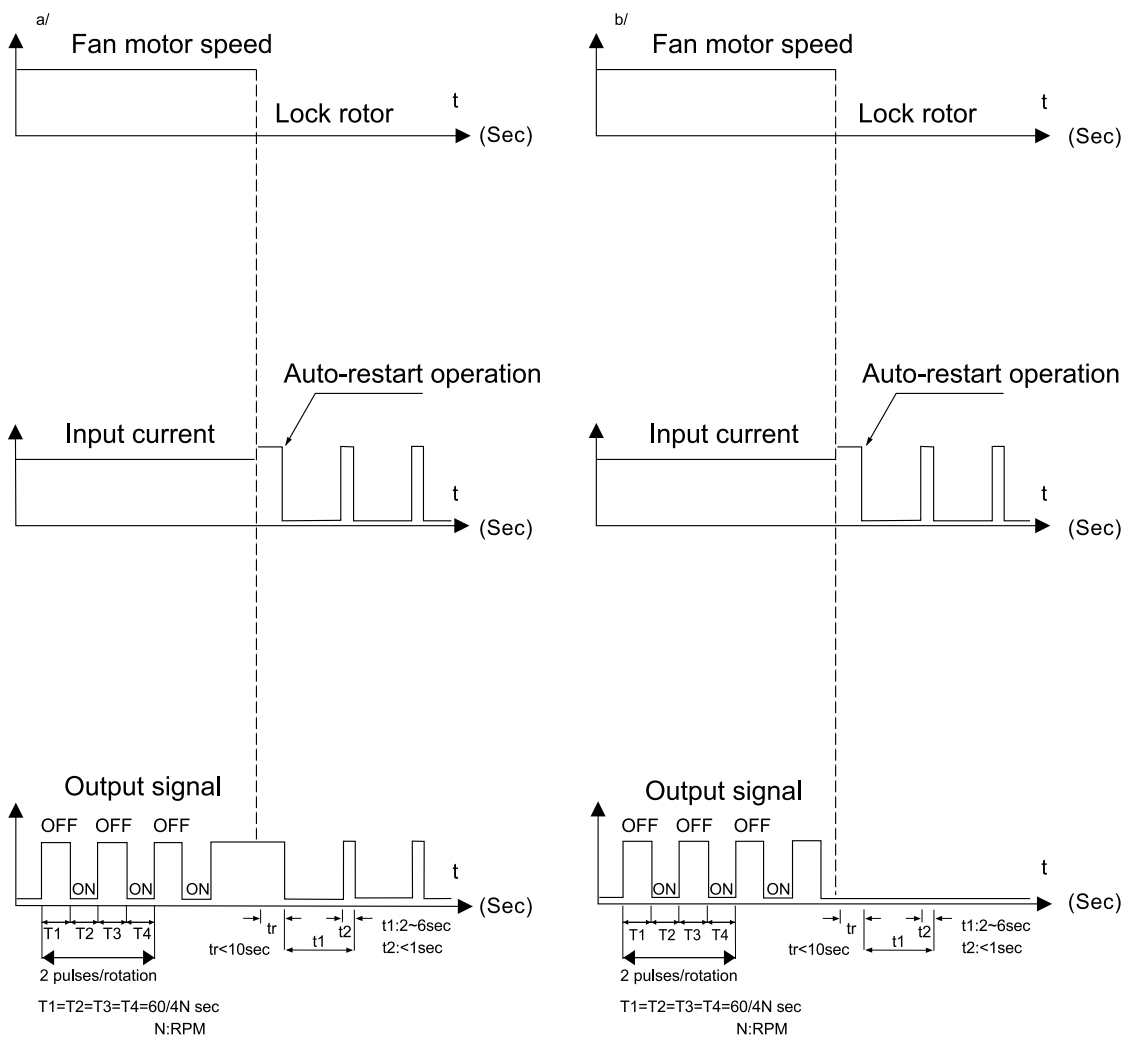 a/
Fan motor speed
t
Lock rotor
(Sec)
Auto-restart operation
Input current
t
(Sec)
Output signal
OFF OFF OFF
t
ON ON ON
(Sec)
T1 T2 T3 T4
tr
t2
t1:2~6sec
tr<10sec
t1
t2:<1sec
2 pulses/rotation
T1=T2=T3=T4=60/4N sec
N:RPM
b/
Fan motor speed
t
Lock rotor
(Sec)
Auto-restart operation
Input current
t
(Sec)
Output signal
OFF OFF OFF
t
ON ON ON
(Sec)
T1 T2 T3 T4
tr
t2
t1:2~6sec
tr<10sec
t1
t2:<1sec
2 pulses/rotation
T1=T2=T3=T4=60/4N sec
N:RPM